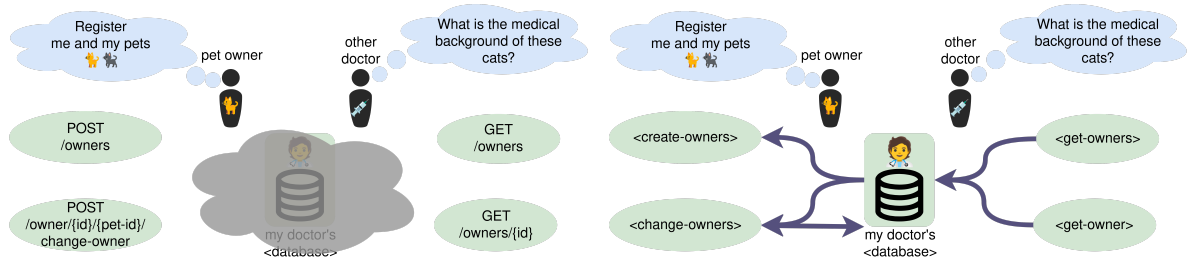 Register
me and my pets
pet owner
other
doctor
What is the medical
background of these
cats?
POST
/owners
GET
/owners
POST
/owner/{id}/{pet-id}/
change-owner
GET
/owners/{id}
my doctor's
<database>
Register
me and my pets
pet owner
other
doctor
What is the medical
background of these
cats?
<create-owners>
<get-owners>
<change-owners>
<get-owner>
my doctor's
<database>